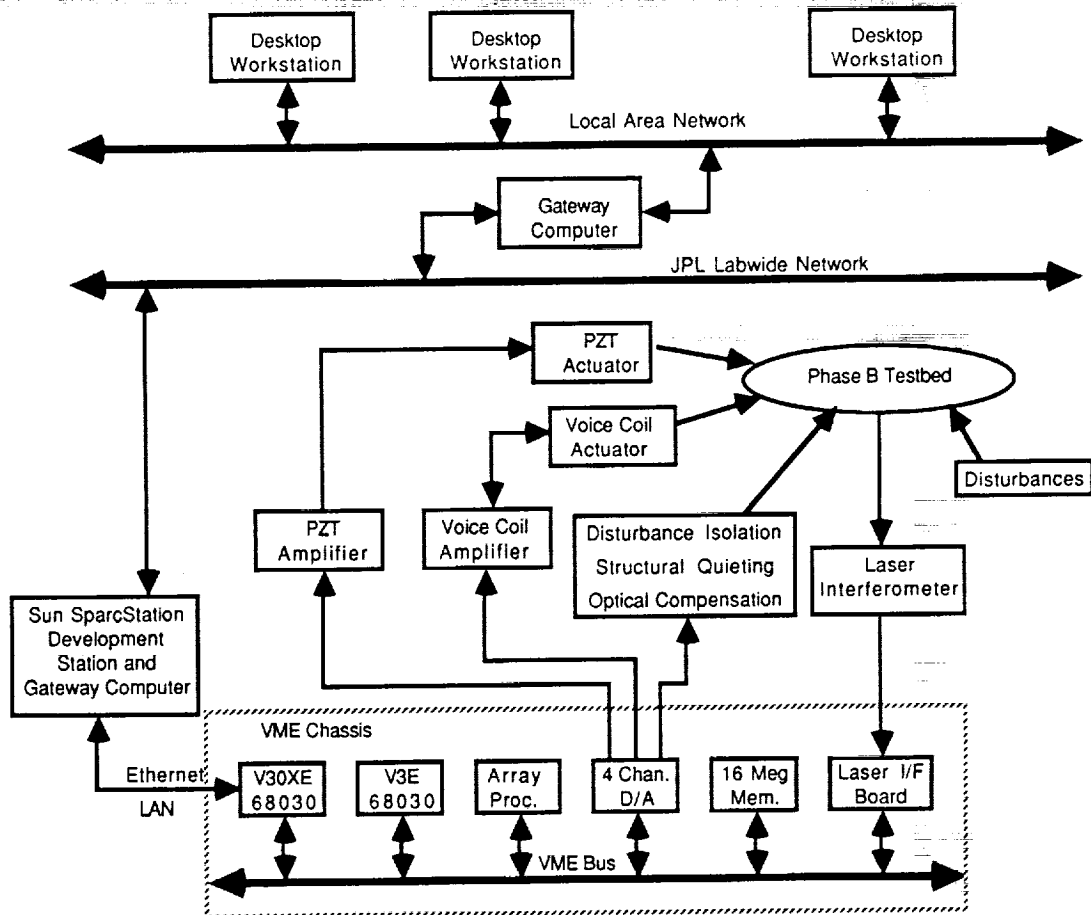 Desktop
Workstation
Desktop
Workstation
Desktop
Workstation
Local Area Network
Gateway
Computer
JPL Labwide Network
PZT
Actuator
Phase B Testbed
Voice Coil
Actuator
Disturbances
PZT
Amplifier
Voice Coil
Amplifier
Disturbance Isolation
Structural Quieting
Optical Compensation
Laser
Interferometer
Sun SparcStation
Development
Station and
Gateway Computer
VME Chassis
Ethernet
LAN
V30XE
68030
V3E
68030
Array
Proc.
4 Chan.
D/A
16 Meg
Mem.
Laser I/F
Board
VME Bus